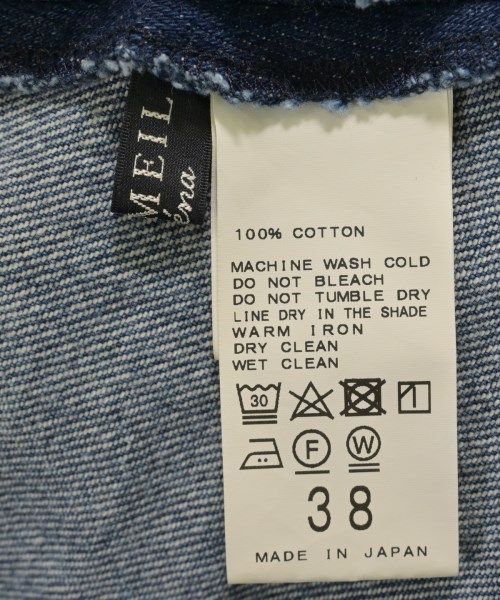 MEIL
100% COTTON
MACHINE WASH COLD
DO NOT BLEACH
DO NOT TUMBLE DRY
LINE DRY IN THE SHADE
WARM IRON
DRY CLEAN
WET CLEAN
30
F W
38
MADE IN JAPAN